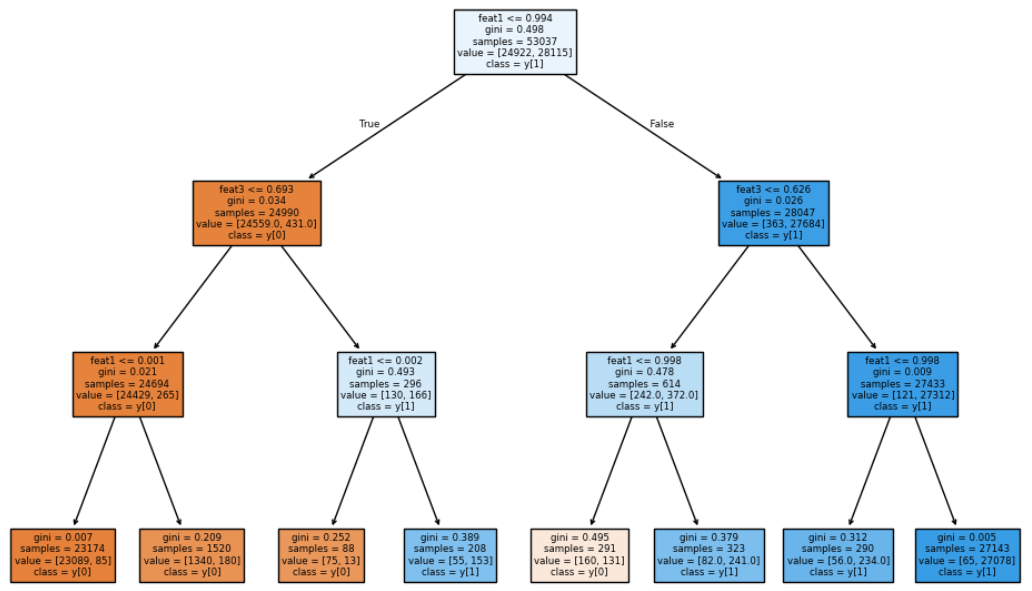 feat1 <= 0.994
gini = 0.498
samples = 53037
value = [24922, 28115]
class = y[1]
True
False
feat3 <= 0.693
gini = 0.034
samples = 24990
value = [24559.0, 431.0]
class = y[0]
feat3 <= 0.626
gini = 0.026
samples = 28047
value = [363, 27684]
class = y[1]
feat1 <= 0.001
gini = 0.021
samples = 24694
value = [24429, 265]
class = y[0]
feat1 <= 0.002
gini = 0.493
samples = 296
value = [130, 166]
class = y[1]
feat1 <= 0.998
gini = 0.478
samples = 614
value = [242.0, 372.0]
class = y[1]
feat1 <= 0.998
gini = 0.009
samples = 27433
value = [121, 27312]
class = y[1]
gini = 0.007
samples = 23174
value = [23089, 85]
class = y[0]
gini = 0.209
samples = 1520
value = [1340, 180]
class = y[0]
gini = 0.252
samples = 88
value = [75, 13]
class = y[0]
gini = 0.389
samples = 208
value = [55, 153]
class = y[1]
gini = 0.495
samples = 291
value = [160, 131]
class = y[0]
gini = 0.379
samples = 323
value = [82.0, 241.0]
class = y[1]
gini = 0.312
samples = 290
value = [56.0, 234.0]
class = y[1]
gini = 0.005
samples = 27143
value = [65, 27078]
class = y[1]